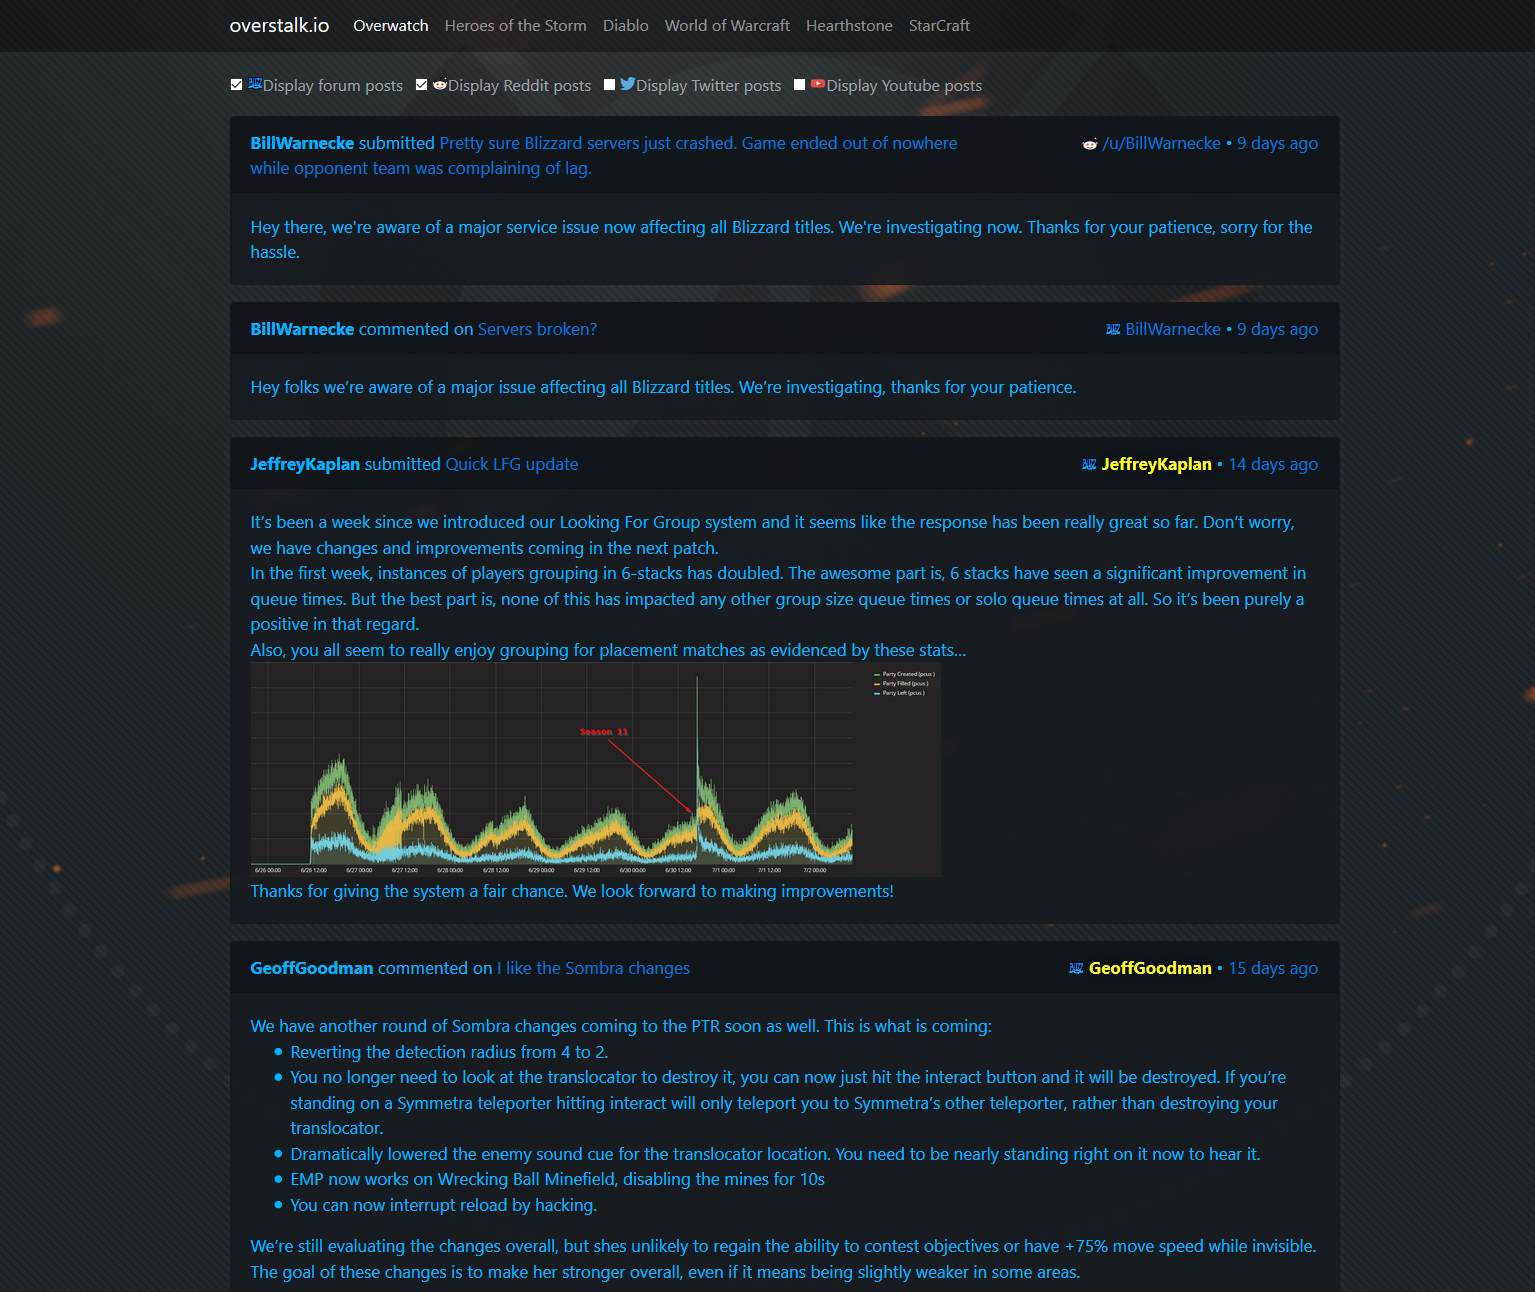 overstalk.io Overwatch Heroes of the Storm Diablo World of Warcraft Hearthstone StarCraft
Display forum posts Display Reddit posts Display Twitter posts Display Youtube posts
BillWarnecke submitted Pretty sure Blizzard servers just crashed. Game ended out of nowhere
while opponent team was complaining of lag.
/u/BillWarnecke • 9 days ago
Hey there, we're aware of a major service issue now affecting all Blizzard titles. We're investigating now. Thanks for your patience, sorry for the
hassle.
BillWarnecke commented on Servers broken?
BillWarnecke • 9 days ago
Hey folks we’re aware of a major issue affecting all Blizzard titles. We’re investigating, thanks for your patience.
JeffreyKaplan submitted Quick LFG update
JeffreyKaplan • 14 days ago
It’s been a week since we introduced our Looking For Group system and it seems like the response has been really great so far. Don’t worry,
we have changes and improvements coming in the next patch.
In the first week, instances of players grouping in 6-stacks has doubled. The awesome part is, 6 stacks have seen a significant improvement in
queue times. But the best part is, none of this has impacted any other group size queue times or solo queue times at all. So it’s been purely a
positive in that regard.
Also, you all seem to really enjoy grouping for placement matches as evidenced by these stats…
Party Created (pcus )
Party Filled (pcus )
Party Left (pcus )
Season 11
6/26 00:00 6/26 12:00 6/27 00:00 6/27 12:00 6/28 00:00 6/28 12:00 6/29 00:00 6/29 12:00 6/30 00:00 6/30 12:00 7/1 00:00 7/1 12:00 7/2 00:00
Thanks for giving the system a fair chance. We look forward to making improvements!
GeoffGoodman commented on I like the Sombra changes
GeoffGoodman • 15 days ago
We have another round of Sombra changes coming to the PTR soon as well. This is what is coming:
• Reverting the detection radius from 4 to 2.
• You no longer need to look at the translocator to destroy it, you can now just hit the interact button and it will be destroyed. If you’re
standing on a Symmetra teleporter hitting interact will only teleport you to Symmetra’s other teleporter, rather than destroying your
translocator.
• Dramatically lowered the enemy sound cue for the translocator location. You need to be nearly standing right on it now to hear it.
• EMP now works on Wrecking Ball Minefield, disabling the mines for 10s
• You can now interrupt reload by hacking.
We’re still evaluating the changes overall, but shes unlikely to regain the ability to contest objectives or have +75% move speed while invisible.
The goal of these changes is to make her stronger overall, even if it means being slightly weaker in some areas.